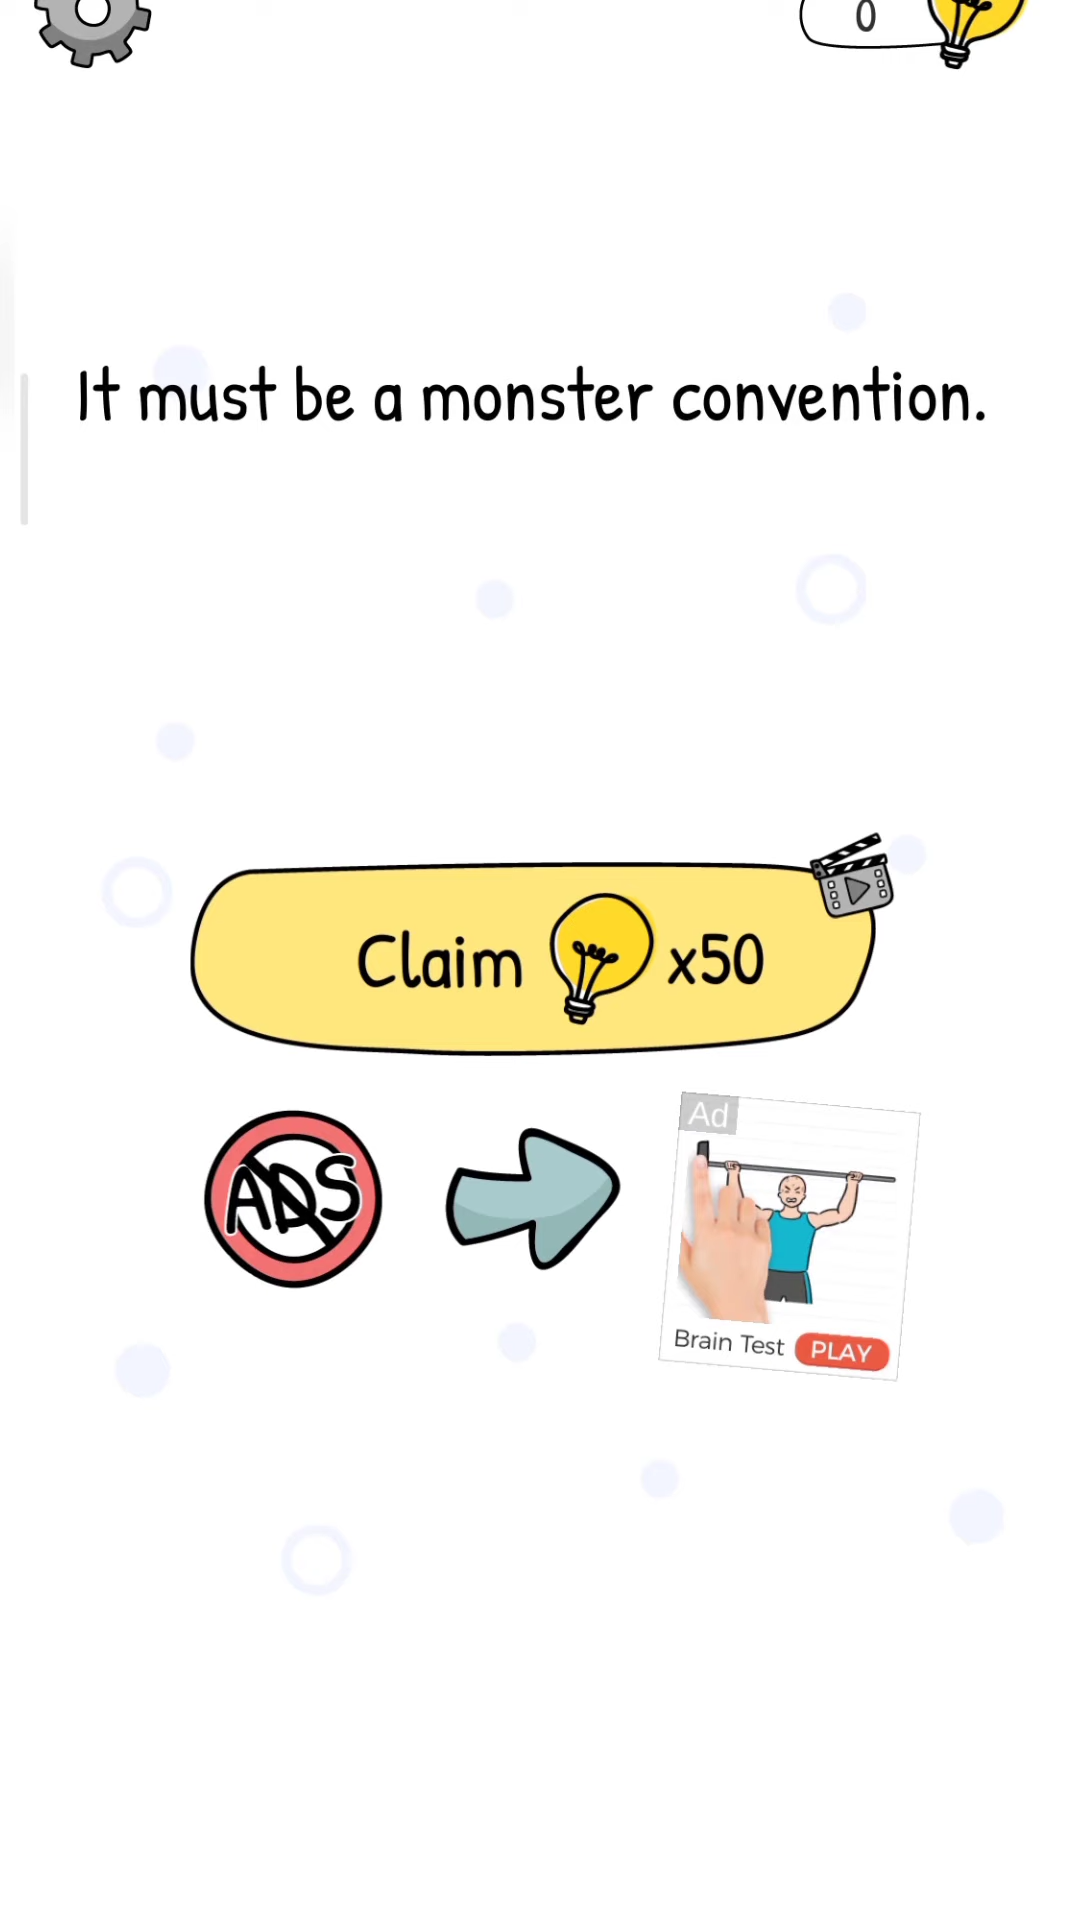 0
It must be a monster convention.
Claim x50
ADS
Ad
Brain Test PLAY